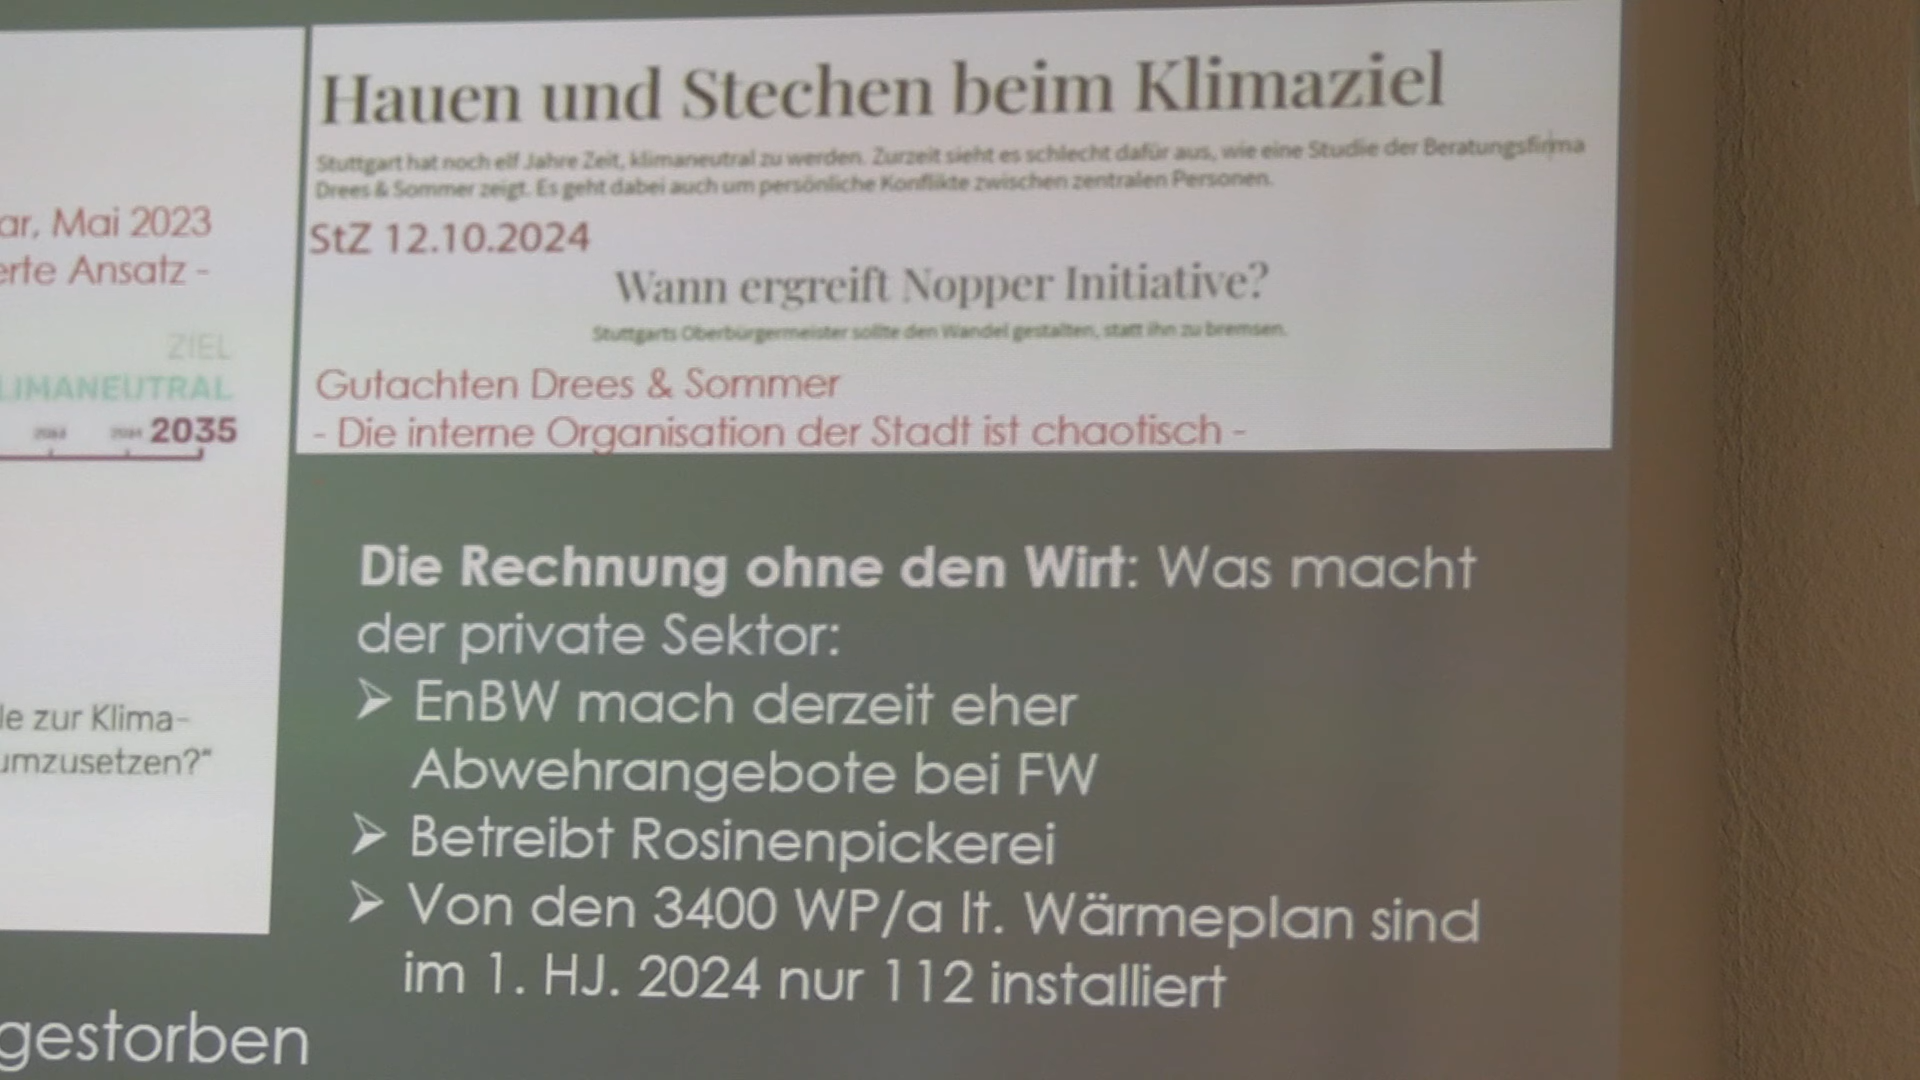 ar, Mai 2023
erte Ansatz -
ZIEL
LIMANEUTRAL
2035
le zur Klima-
umzusetzen?"
gestorben
Hauen und Stechen beim Klimaziel
Stuttgart hat noch elf Jahre Zeit, klimaneutral zu werden. Zurzeit sieht es schlecht dafür aus, wie eine Studie der Beratungsfirma
Drees & Sommer zeigt. Es geht dabei auch um persönliche Konflikte zwischen zentralen Personen.
StZ 12.10.2024
Wann ergreift Nopper Initiative?
Stuttgarts Oberbürgermeister sollte den Wandel gestalten, statt ihn zu bremsen.
Gutachten Drees & Sommer
- Die interne Organisation der Stadt ist chaotisch -
Die Rechnung ohne den Wirt: Was macht
der private Sektor:
➢ EnBW mach derzeit eher
Abwehrangebote bei FW
➢ Betreibt Rosinenpickerei
➢ Von den 3400 WP/a lt. Wärmeplan sind
im 1. HJ. 2024 nur 112 installiert